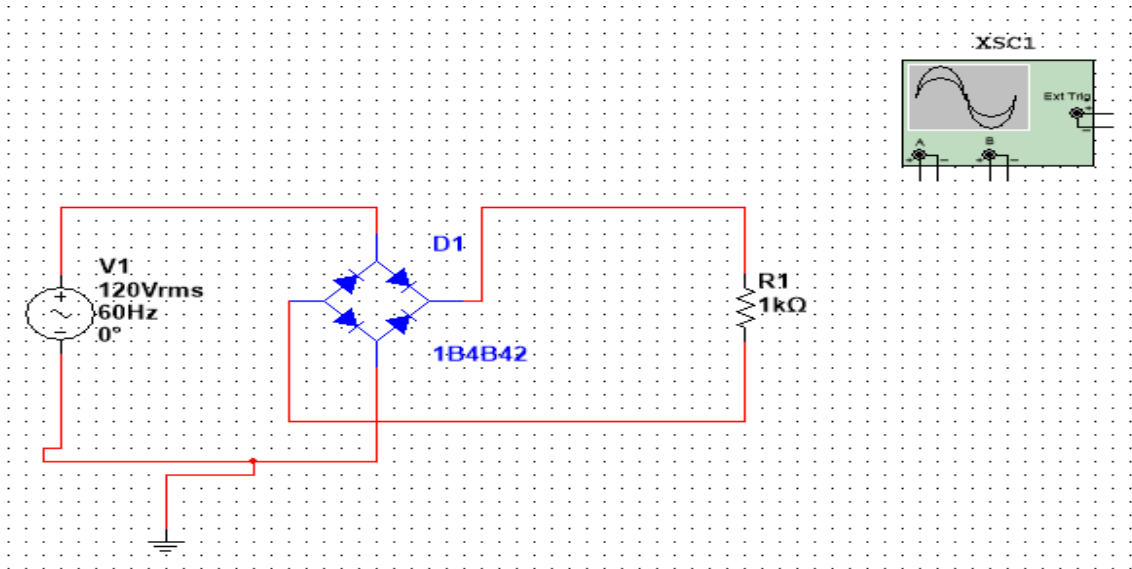 XSC1
Ext Trig
+
−
A
B
+ − + −
D1
V1
120Vrms
60Hz
0°
+
−
R1
1kΩ
1B4B42